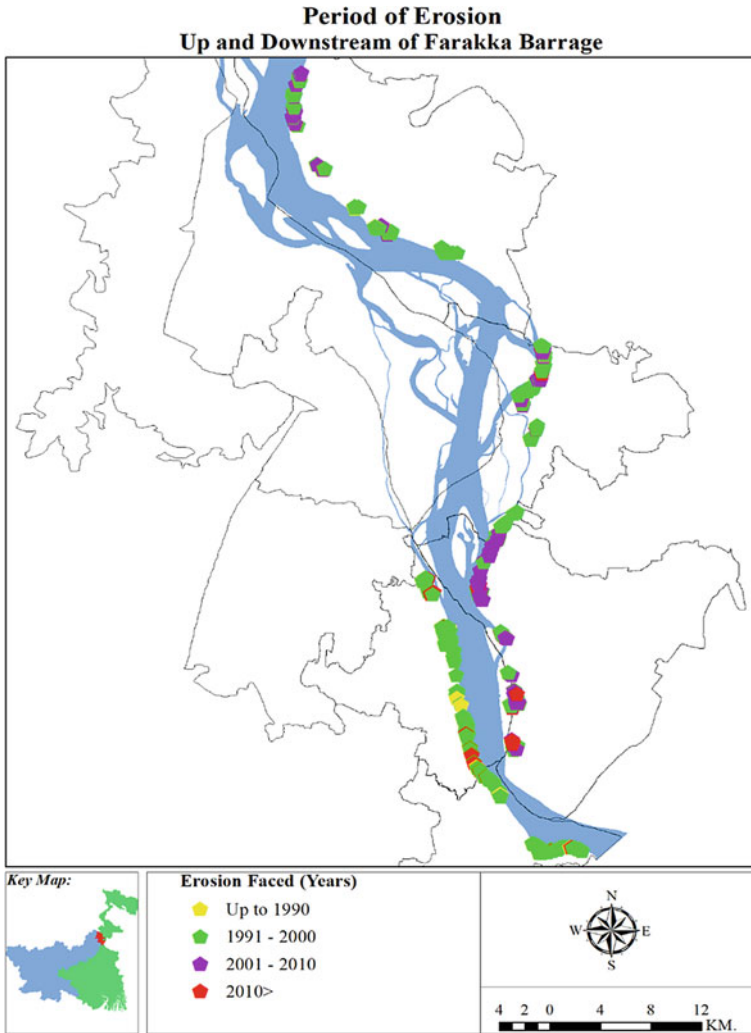 Period of Erosion
Up and Downstream of Farakka Barrage
Key Map:
Erosion Faced (Years)
Up to 1990
1991 - 2000
2001 - 2010
2010>
N
W E
S
4 2 0 4 8 12
KM.